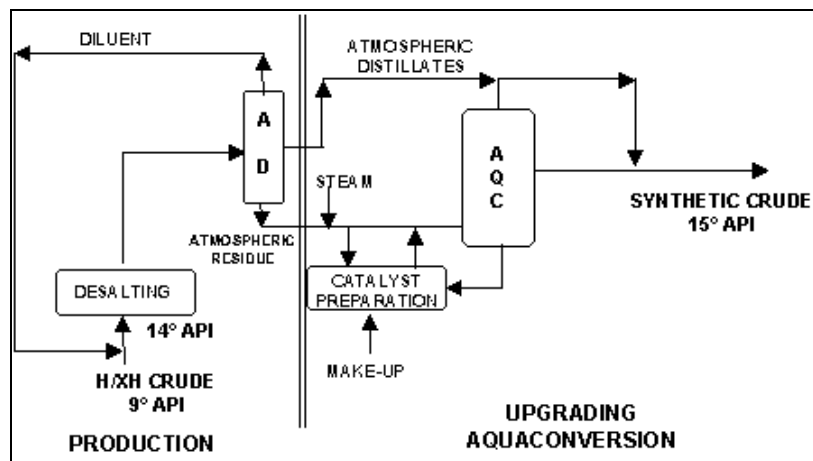 DILUENT
A
D
DESALTING
14° API
H/XH CRUDE
9° API
PRODUCTION
ATMOSPHERIC
DISTILLATES
STEAM
ATMOSPHERIC
RESIDUE
A
Q
C
CATALYST
PREPARATION
MAKE-UP
SYNTHETIC CRUDE
15° API
UPGRADING
AQUACONVERSION